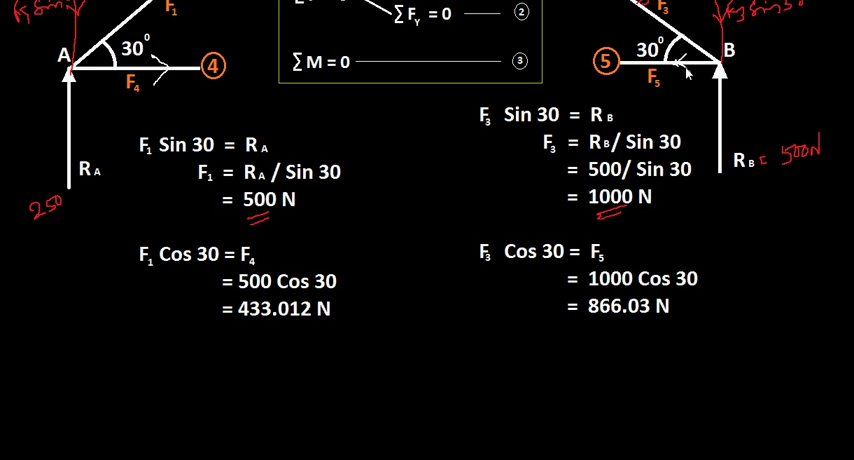 F1
F3
A 30°
F4
4
∑ FY = 0 2
∑ M = 0 3
5
30° B
F5
RA
250
RB = 500N
F1 Sin 30 = RA
F1 = RA / Sin 30
= 500 N
F1 Cos 30 = F4
= 500 Cos 30
= 433.012 N
F3 Sin 30 = RB
F3 = RB/ Sin 30
= 500/ Sin 30
= 1000 N
F3 Cos 30 = F5
= 1000 Cos 30
= 866.03 N